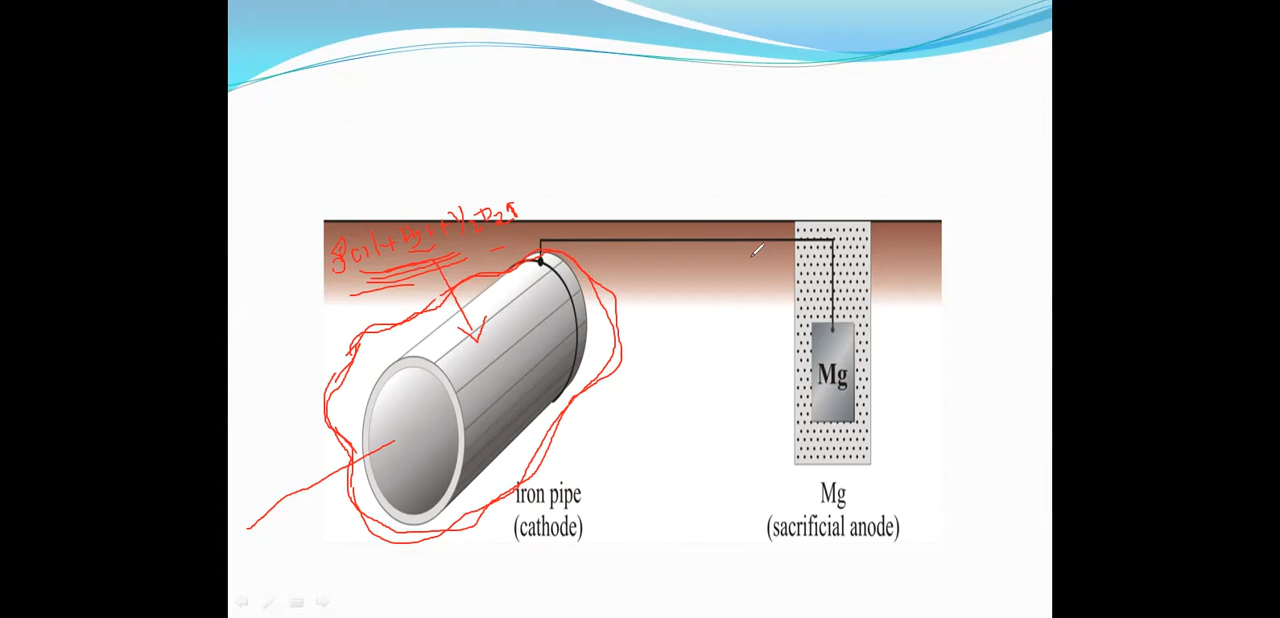 Mg
iron pipe
(cathode)
Mg
(sacrificial anode)